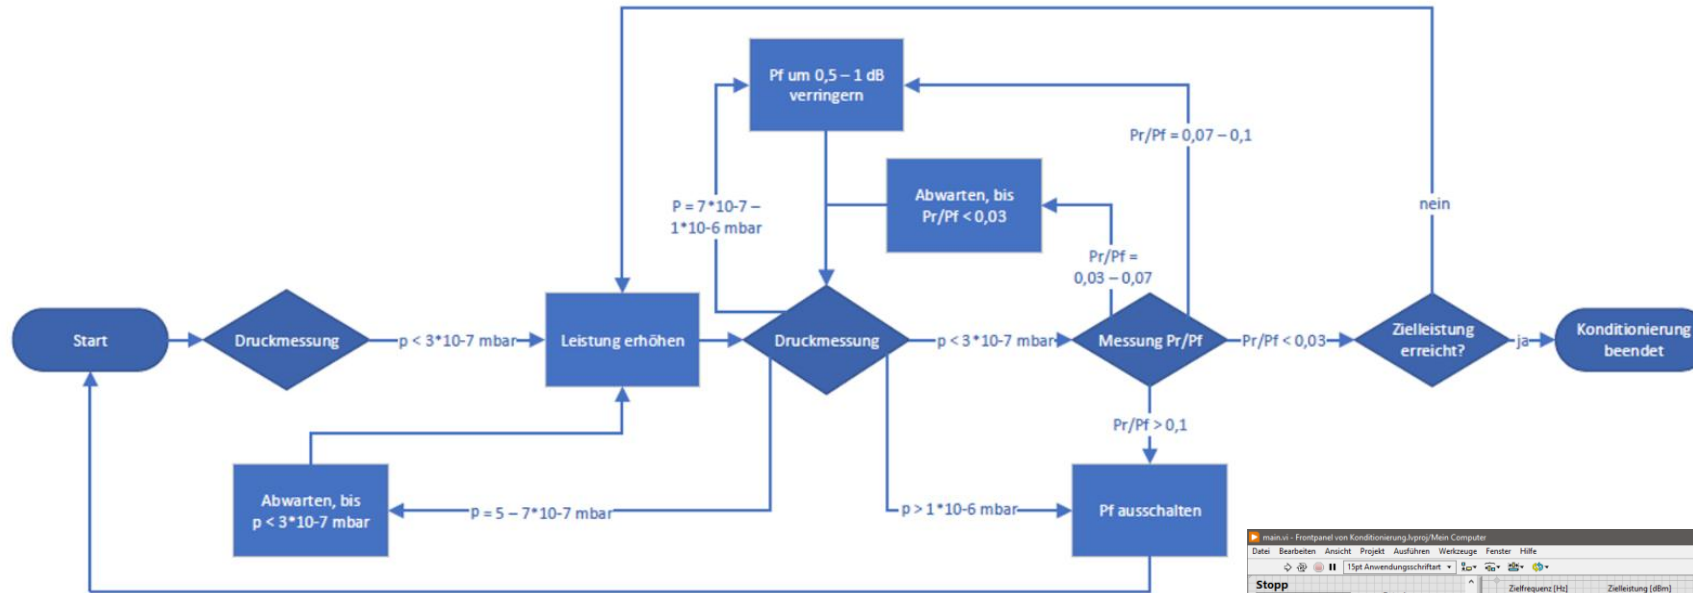 Pf um 0,5 – 1 dB
verringern
Pr/Pf = 0,07 – 0,1
Abwarten, bis
Pr/Pf < 0,03
P = 7*10-7 –
1*10-6 mbar
nein
Pr/Pf =
0,03 – 0,07
Start
Druckmessung
p < 3*10-7 mbar
Leistung erhöhen
Druckmessung
p < 3*10-7 mbar
Messung Pr/Pf
Pr/Pf < 0,03
Zielleistung
erreicht?
ja
Konditionierung
beendet
Pr/Pf > 0,1
Abwarten, bis
p < 3*10-7 mbar
p = 5 – 7*10-7 mbar
p > 1*10-6 mbar
Pf ausschalten
main.vi - Frontpanel von Konditionierung.lvproj/Mein Computer
Datei Bearbeiten Ansicht Projekt Ausführen Werkzeuge Fenster Hilfe
15pt Anwendungsschriftart
Stopp
Zielfrequenz [Hz]
Zielleistung [dBm]